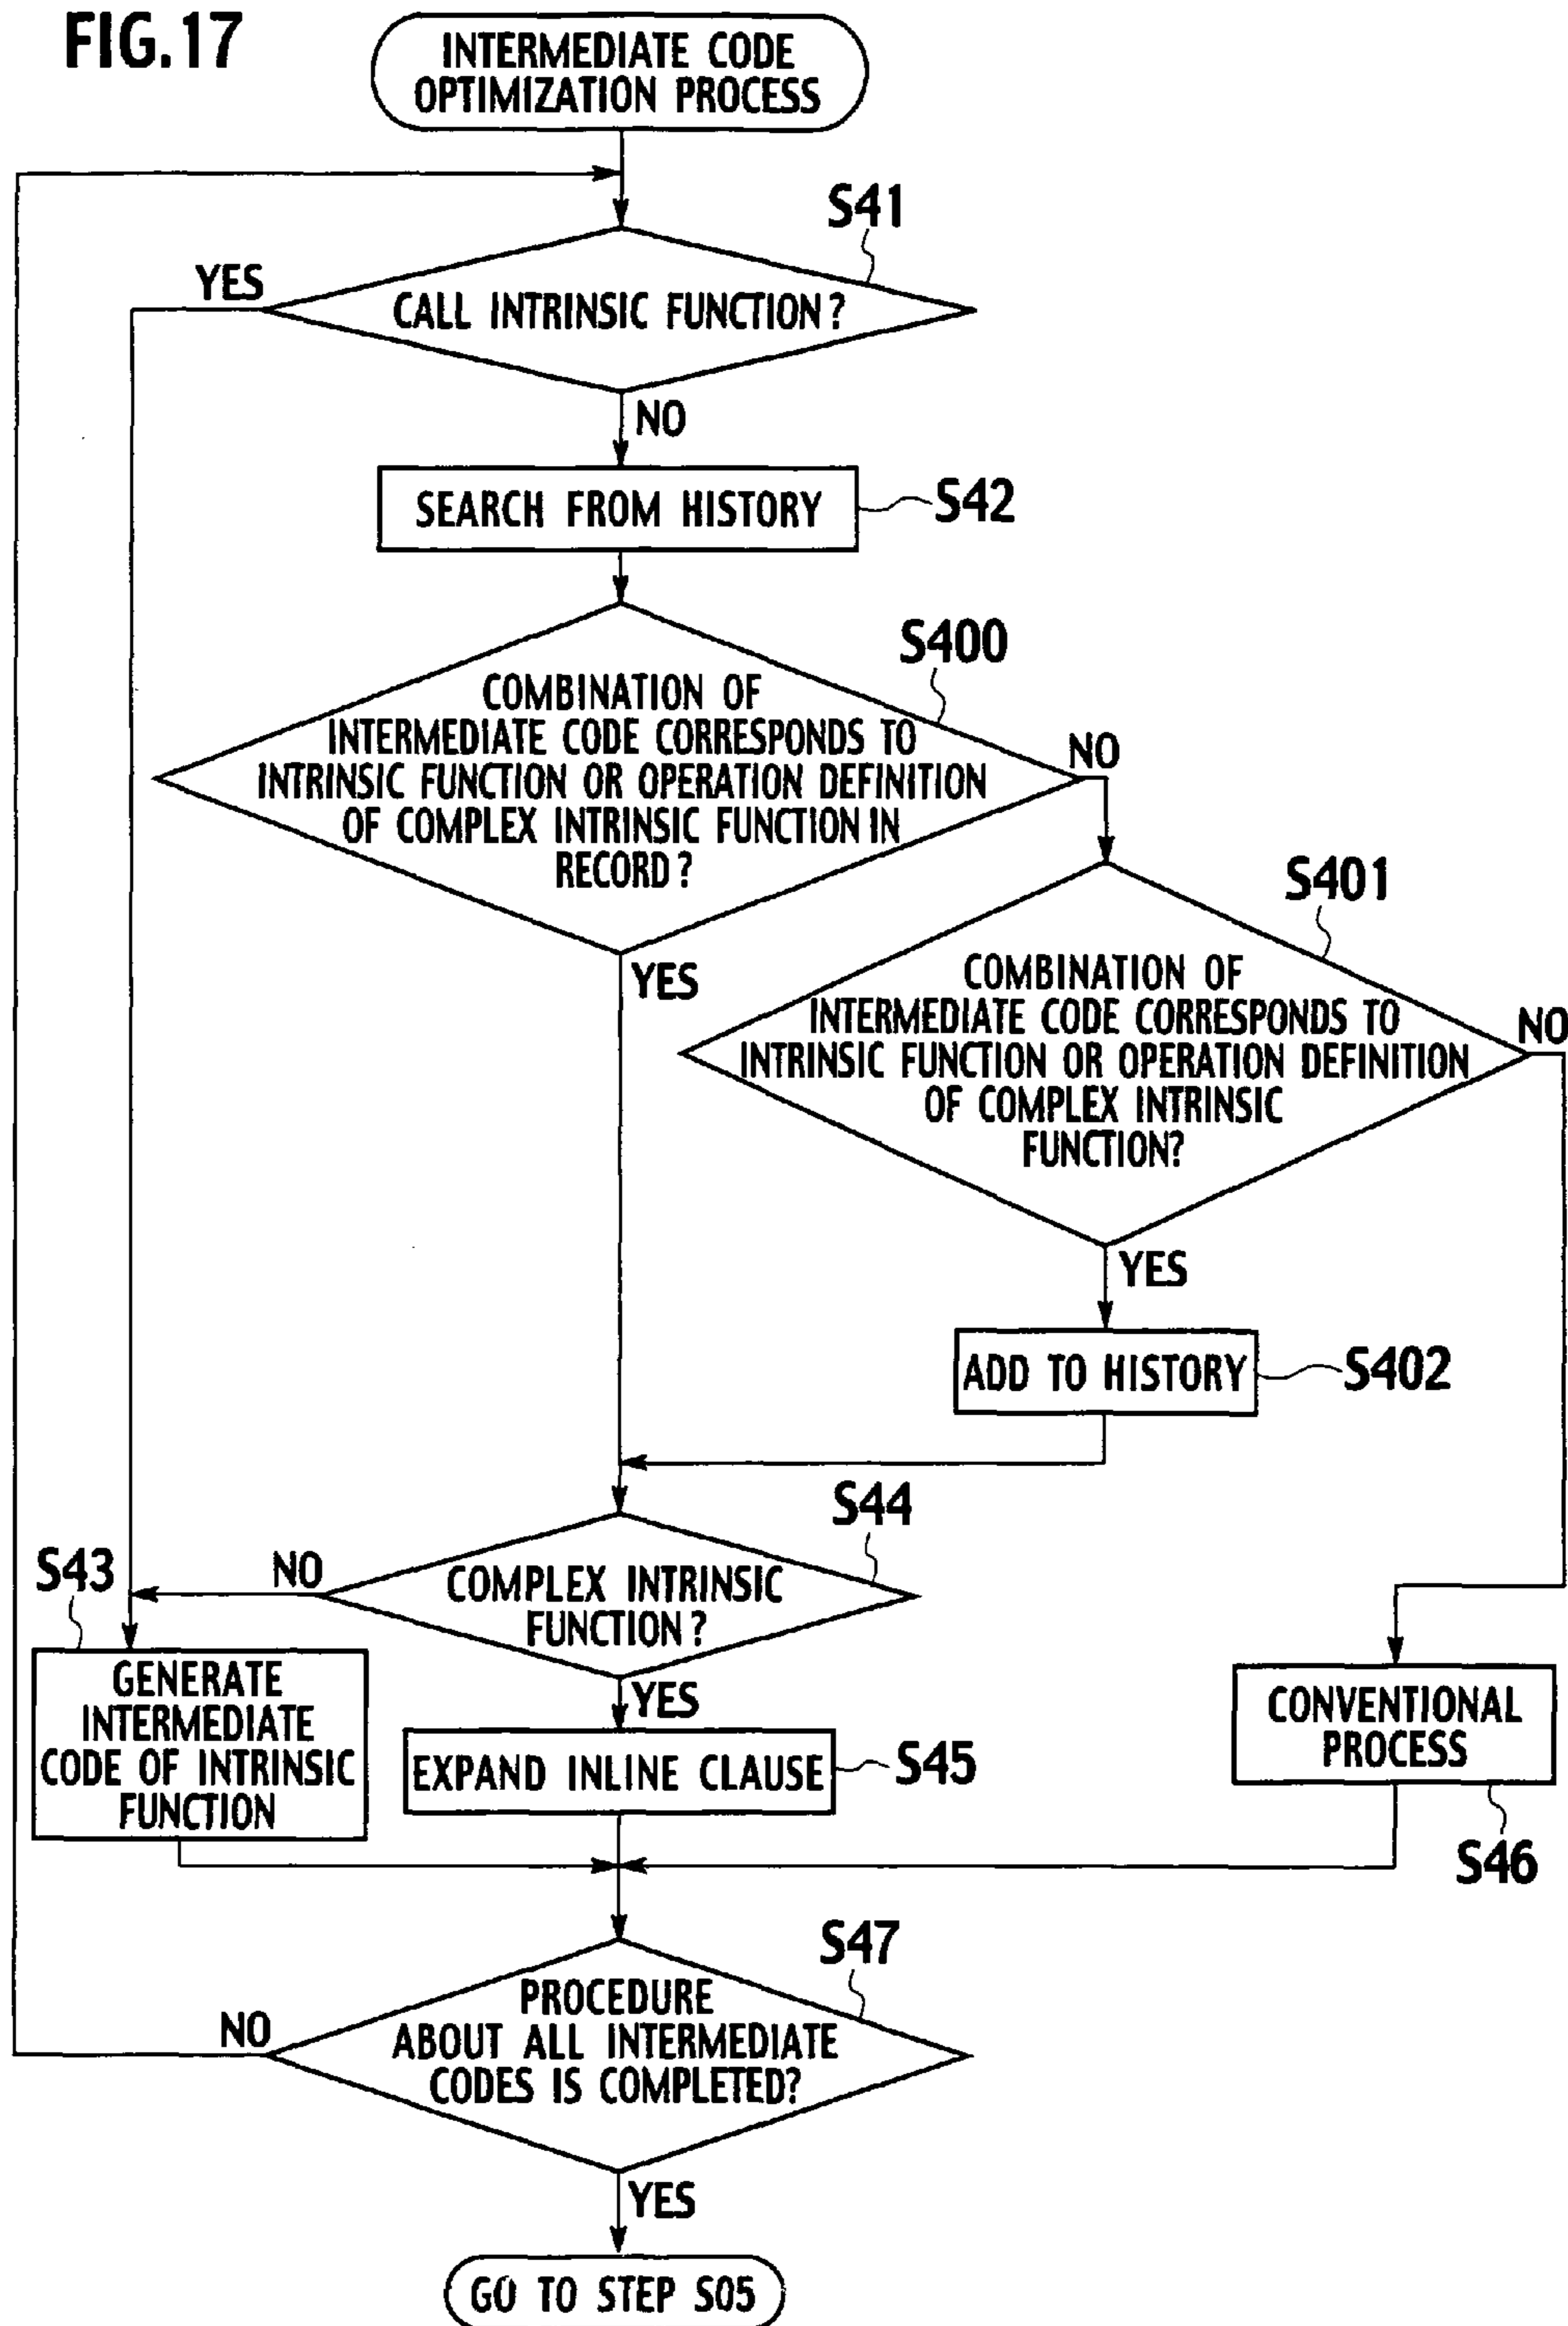 FIG.17
INTERMEDIATE CODE
OPTIMIZATION PROCESS
S41
YES
CALL INTRINSIC FUNCTION?
NO
SEARCH FROM HISTORY
S42
S400
COMBINATION OF
INTERMEDIATE CODE CORRESPONDS TO
INTRINSIC FUNCTION OR OPERATION DEFINITION
OF COMPLEX INTRINSIC FUNCTION IN
RECORD?
NO
YES
S401
COMBINATION OF
INTERMEDIATE CODE CORRESPONDS TO
INTRINSIC FUNCTION OR OPERATION DEFINITION
OF COMPLEX INTRINSIC
FUNCTION?
NO
YES
ADD TO HISTORY
S402
S44
COMPLEX INTRINSIC
FUNCTION?
NO
S43
YES
GENERATE
INTERMEDIATE
CODE OF INTRINSIC
FUNCTION
EXPAND INLINE CLAUSE
S45
CONVENTIONAL
PROCESS
S46
S47
PROCEDURE
ABOUT ALL INTERMEDIATE
CODES IS COMPLETED?
NO
YES
GO TO STEP S05